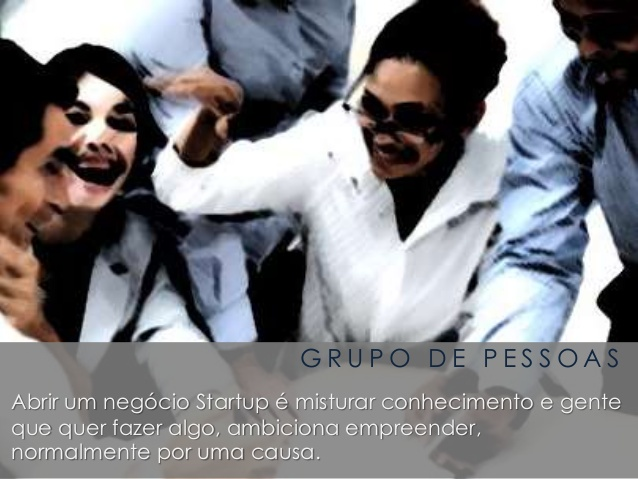 GRUPO DE PESSOAS
Abrir um negócio Startup é misturar conhecimento e gente
que quer fazer algo, ambiciona empreender,
normalmente por uma causa.